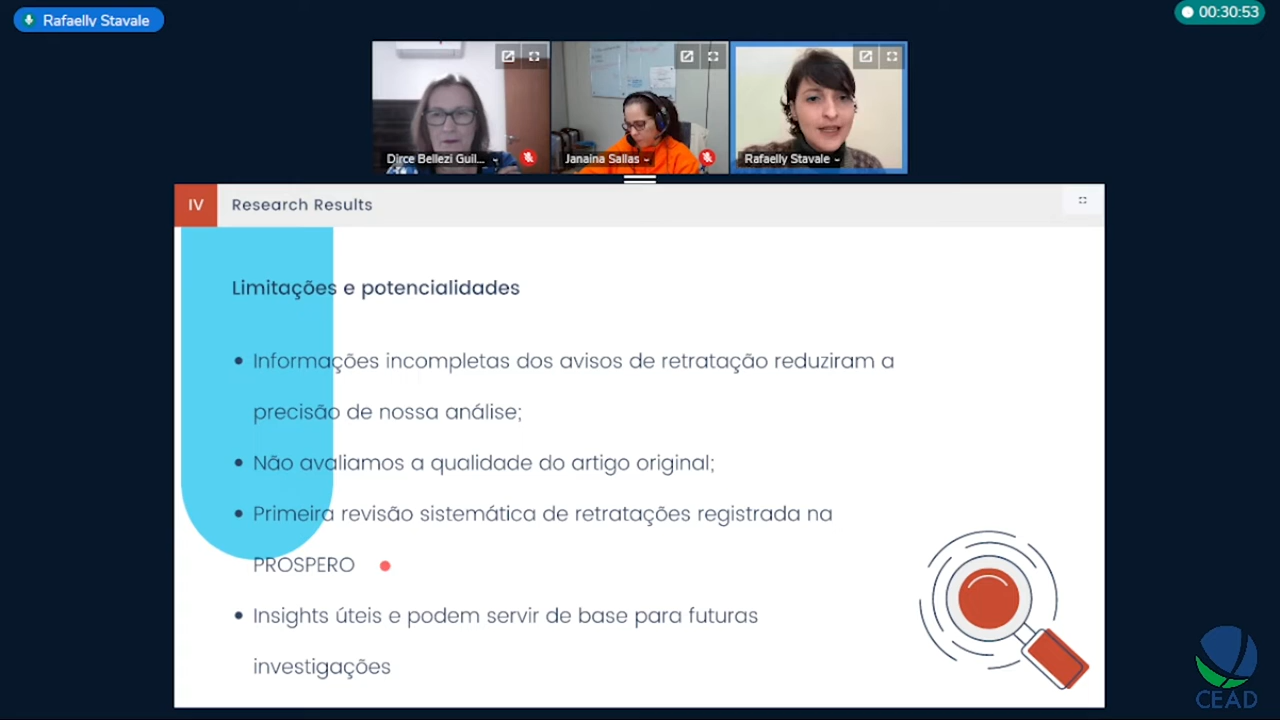 Rafaelly Stavale
00:30:53
Dirce Bellezi Guil...
Janaina Sallas
Rafaelly Stavale
IV
Research Results
Limitações e potencialidades
• Informações incompletas dos avisos de retratação reduziram a
precisão de nossa análise;
• Não avaliamos a qualidade do artigo original;
• Primeira revisão sistemática de retratações registrada na
PROSPERO
• Insights úteis e podem servir de base para futuras
investigações
CEAD